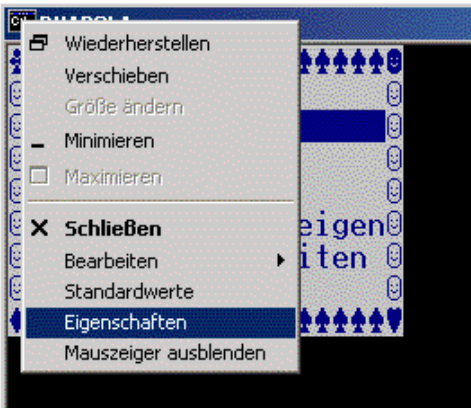 Wiederherstellen
Verschieben
Größe ändern
Minimieren
Maximieren
Schließen
eigen
Bearbeiten
iten
Standardwerte
Eigenschaften
Mauszeiger ausblenden